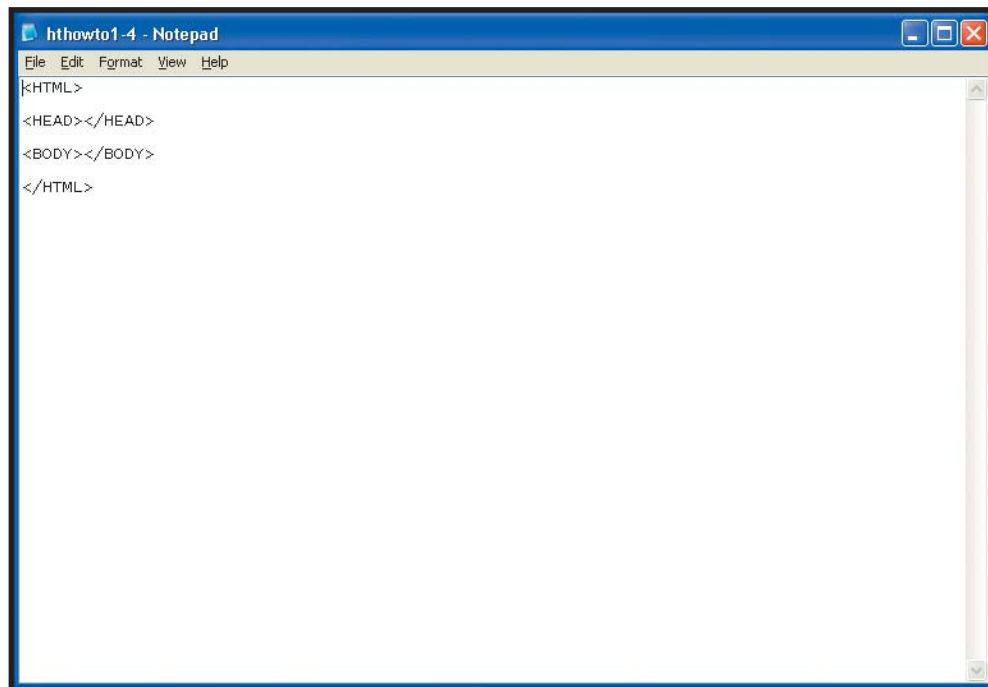 hthowto1-4 - Notepad
File Edit Format View Help
<HTML>
<HEAD></HEAD>
<BODY></BODY>
</HTML>